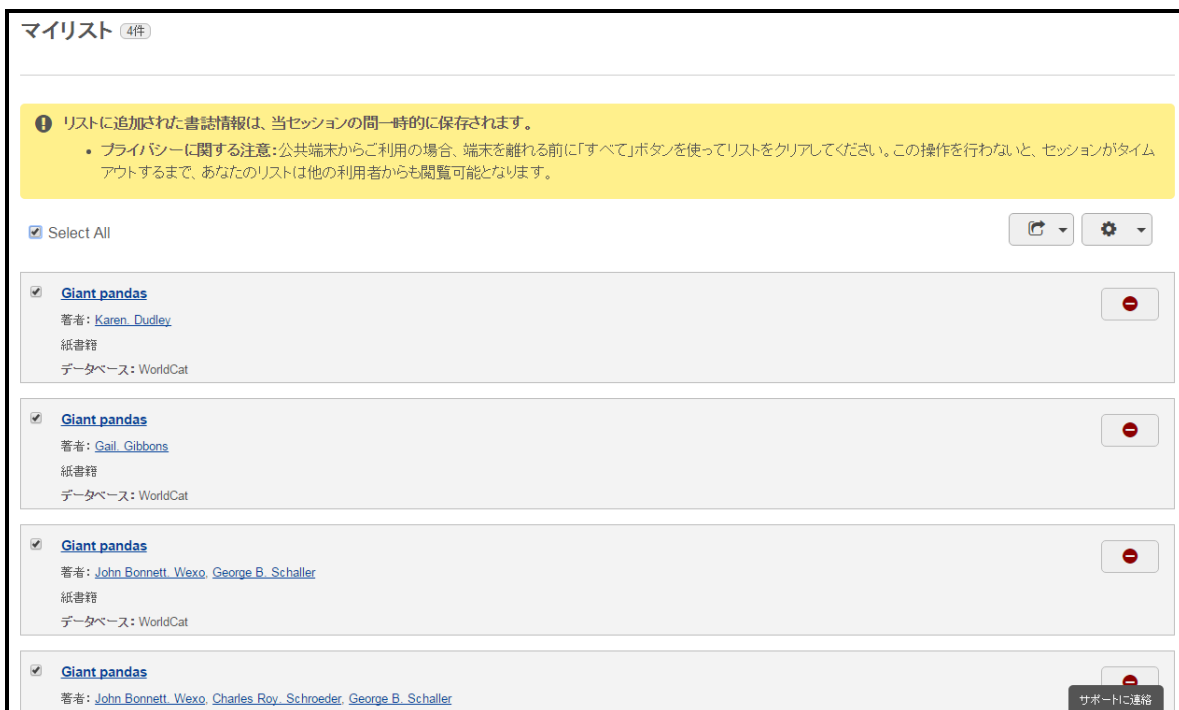 マイリスト 4件
リストに追加された書誌情報は、当セッションの間一時的に保存されます。
• プライバシーに関する注意：公共端末からご利用の場合、端末を離れる前に「すべて」ボタンを使ってリストをクリアしてください。この操作を行わないと、セッションがタイム
アウトするまで、あなたのリストは他の利用者からも閲覧可能となります。
Select All
Giant pandas
著者： Karen. Dudley
紙書籍
データベース： WorldCat
Giant pandas
著者： Gail. Gibbons
紙書籍
データベース： WorldCat
Giant pandas
著者： John Bonnett. Wexo, George B. Schaller
紙書籍
データベース： WorldCat
Giant pandas
著者： John Bonnett. Wexo, Charles Roy. Schroeder, George B. Schaller
サポートに連絡